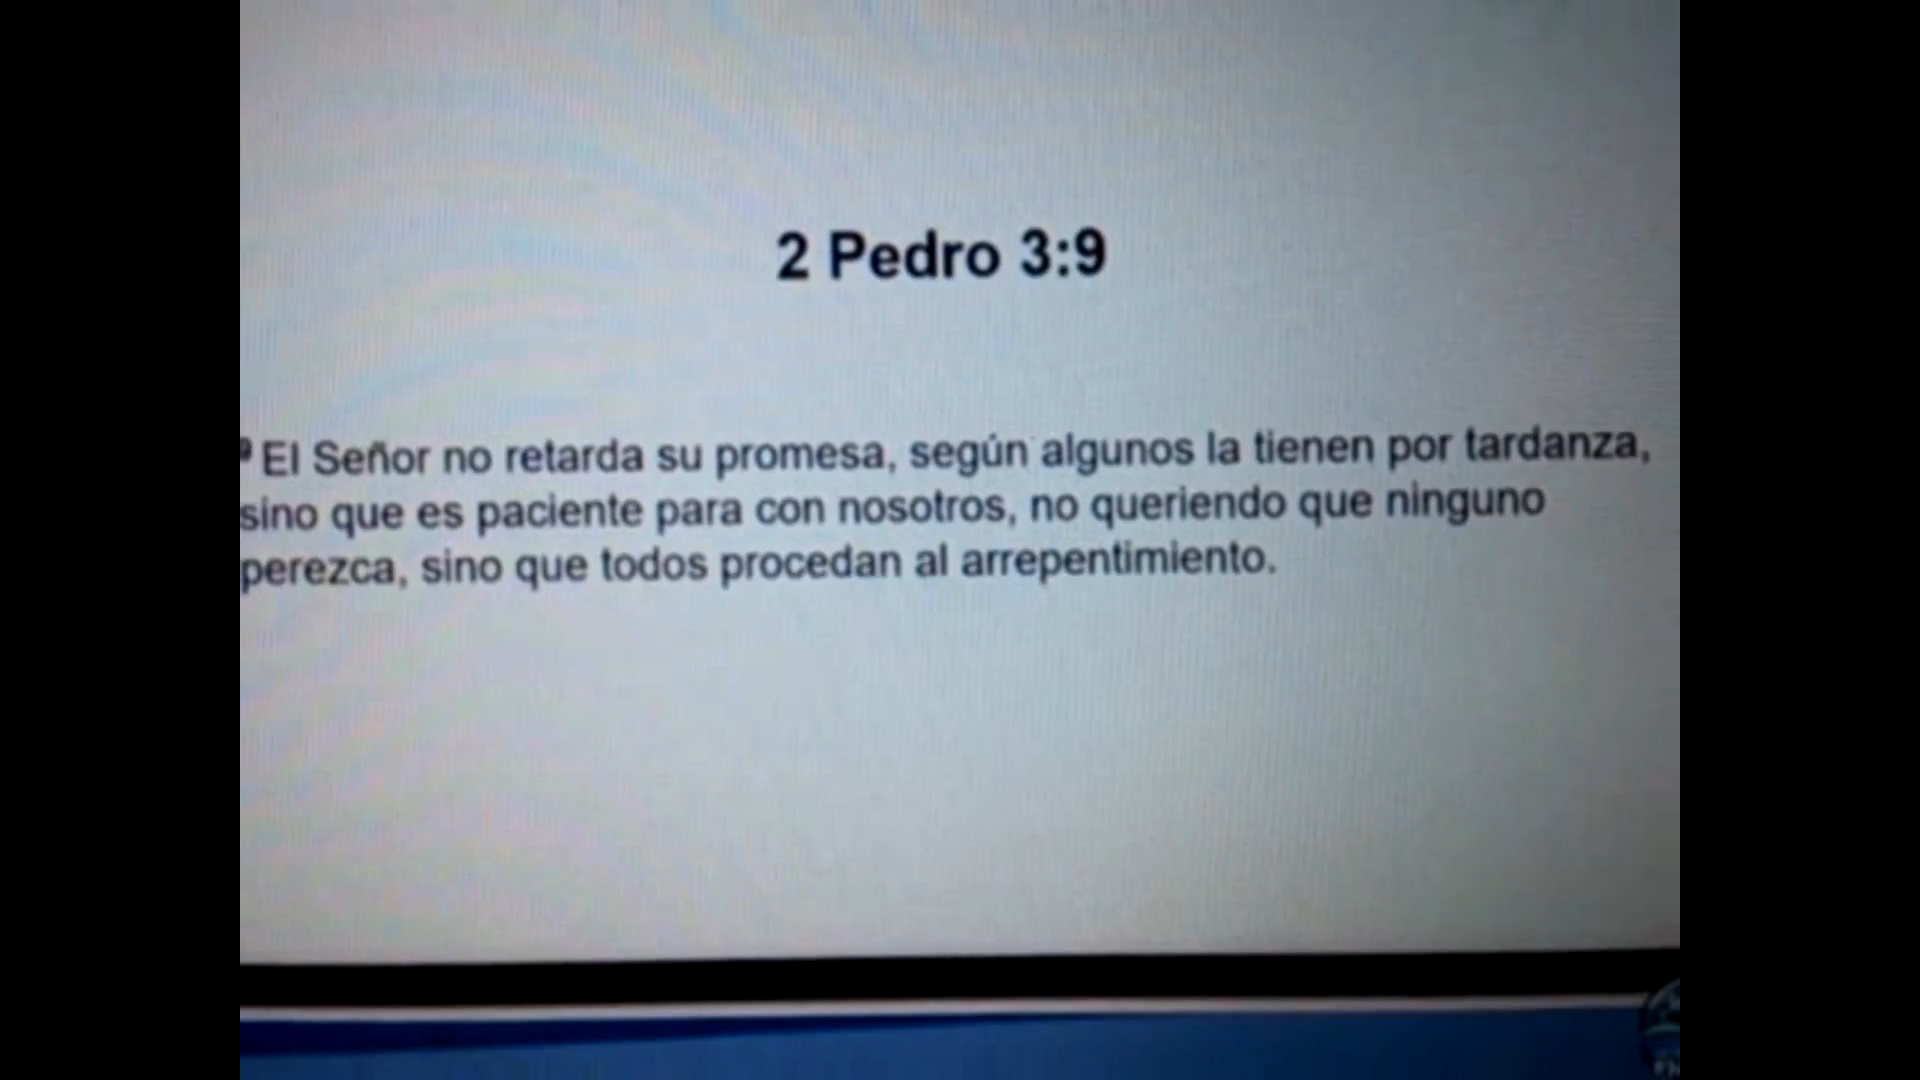 2 Pedro 3:9
9 El Señor no retarda su promesa, según algunos la tienen por tardanza,
sino que es paciente para con nosotros, no queriendo que ninguno
perezca, sino que todos procedan al arrepentimiento.